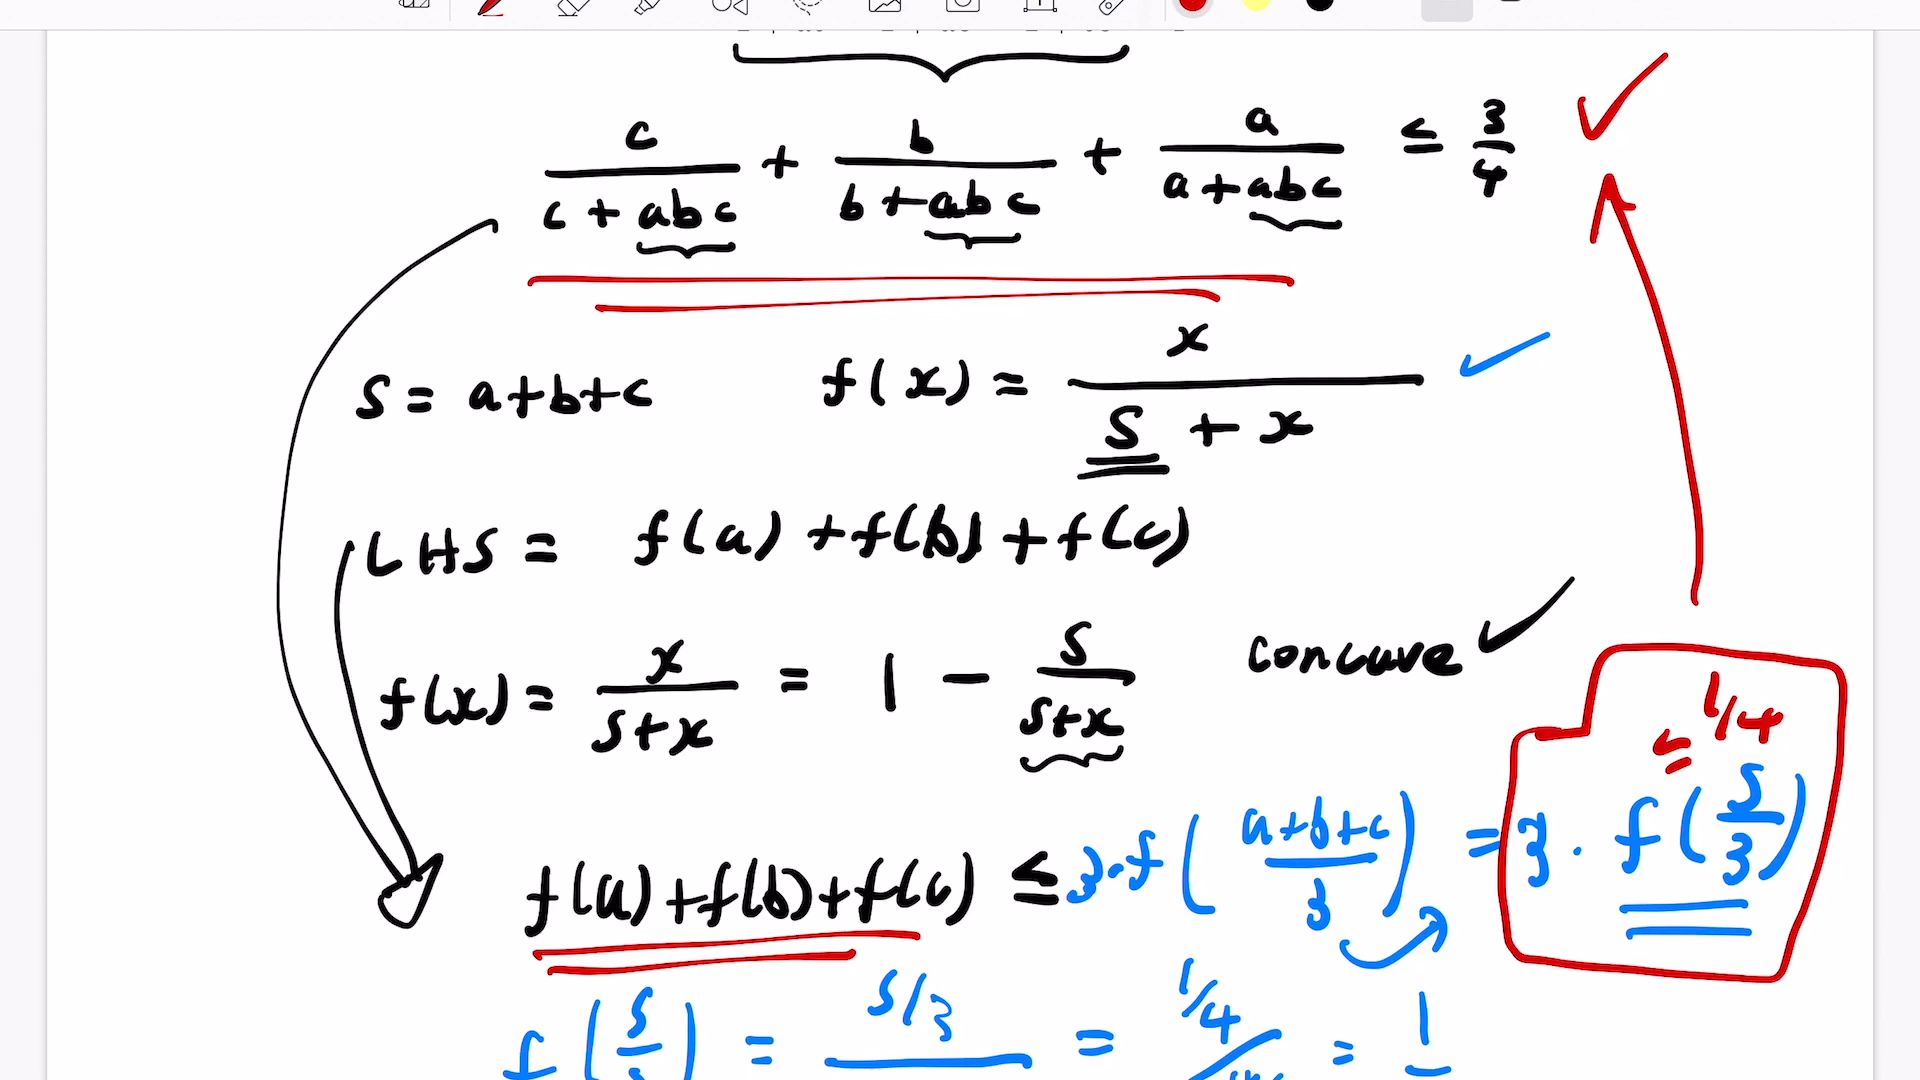 c/(c + abc) + b/(b + abc) + a/(a + abc) ≤ 3/4
S = a+b+c f(x) = x/(S + x)
LHS = f(a) + f(b) + f(c)
f(x) = x/(S+x) = 1 - S/(S+x) concave
≤ 1/4
f(a) + f(b) + f(c) ≤ 3·f((a+b+c)/3) = 3 · f(S/3)
f(S/3) = S/3 = 1/4 = 1